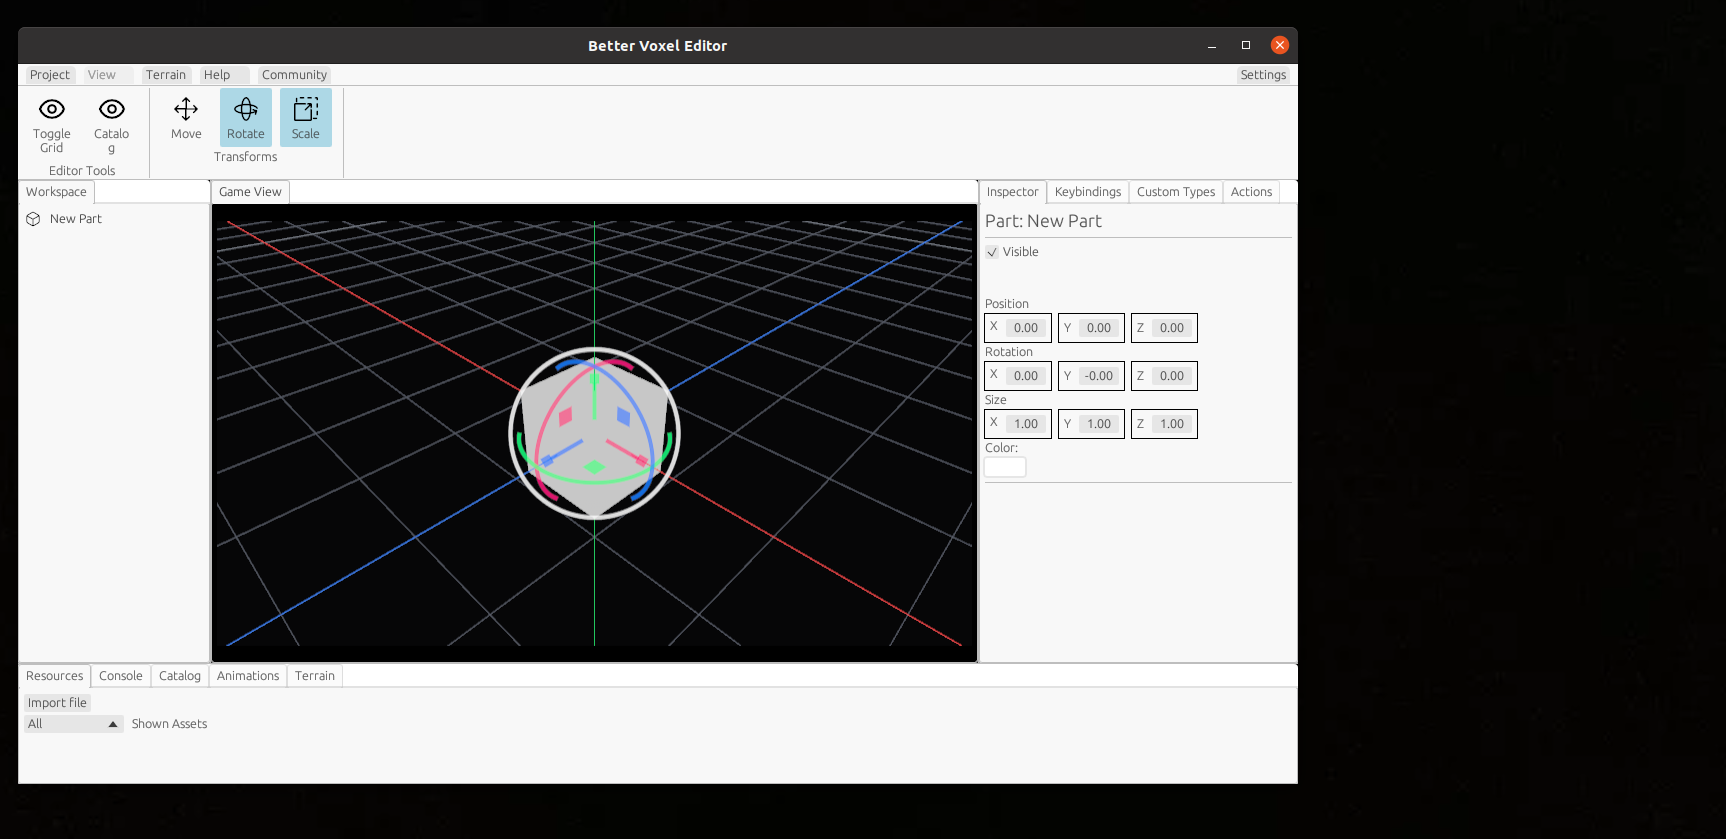 Better Voxel Editor
Project View Terrain Help Community Settings
Toggle Grid
Catalo
g
Move Rotate Scale
Editor Tools
Transforms
Workspace
New Part
Game View
Inspector Keybindings Custom Types Actions
Part: New Part
Visible
Position
X 0.00 Y 0.00 Z 0.00
Rotation
X 0.00 Y -0.00 Z 0.00
Size
X 1.00 Y 1.00 Z 1.00
Color:
Resources Console Catalog Animations Terrain
Import file
All Shown Assets